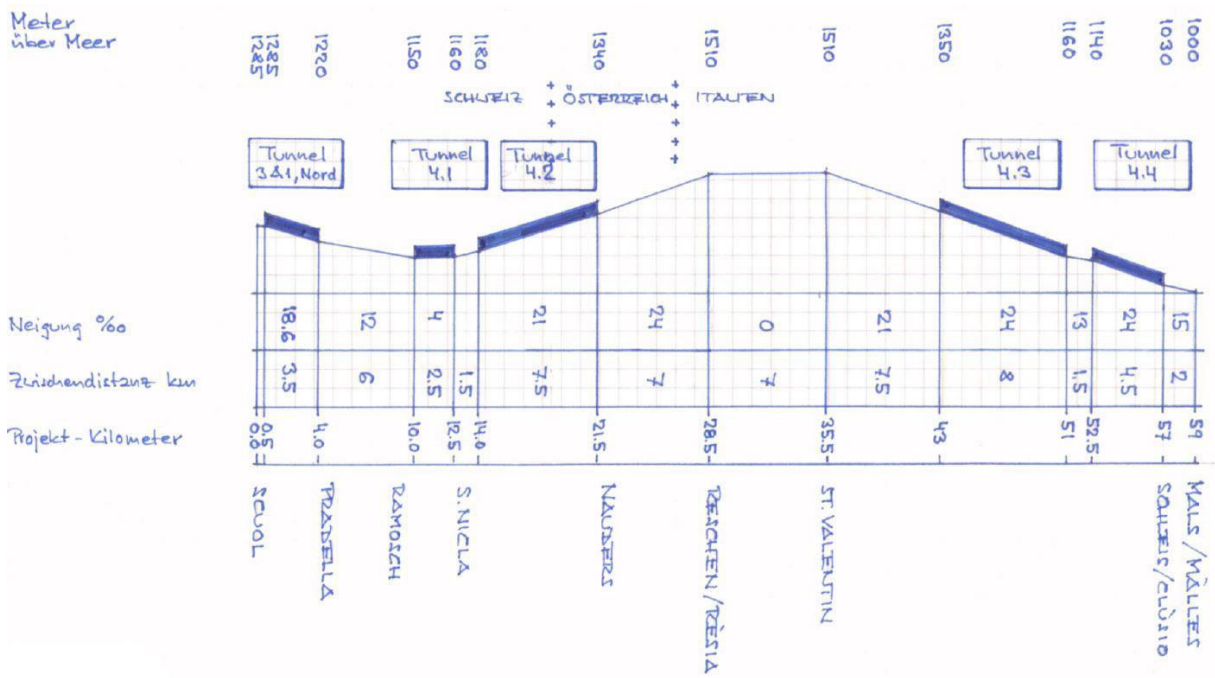 Meter
über Meer
1285
1285
1220
1150
1160
1180
1340
1510
1510
1350
1160
1140
1030
1000
SCHWEIZ
ÖSTERREICH
ITALIEN
Tunnel
3&1, Nord
Tunnel
4.1
Tunnel
4.2
Tunnel
4.3
Tunnel
4.4
Neigung ‰
18.6
12
4
21
24
0
21
24
13
24
15
Zwischendistanz km
3.5
6
2.5
1.5
7.5
7
7
7.5
8
1.5
4.5
2
Projekt-Kilometer
0.0
0.5
4.0
10.0
12.5
14.0
21.5
28.5
35.5
43
51
52.5
57
59
SCUOL
PRADELLA
RAMOSCH
S. NICLA
NAUDERS
RESCHEN/RÈSIA
ST. VALENTIN
SCHLEIS/CLÙSIO
MALS/MÀLLES